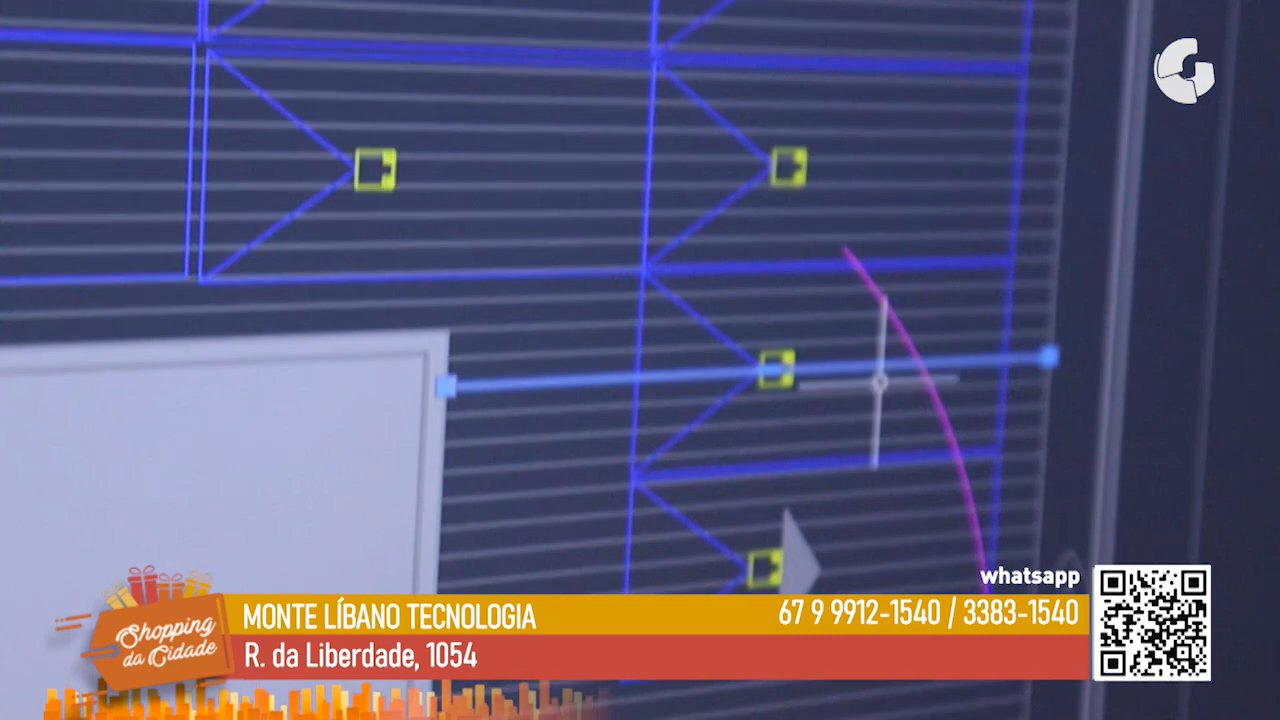 whatsapp
MONTE LÍBANO TECNOLOGIA
67 9 9912-1540 / 3383-1540
Shopping
da Cidade
R. da Liberdade, 1054